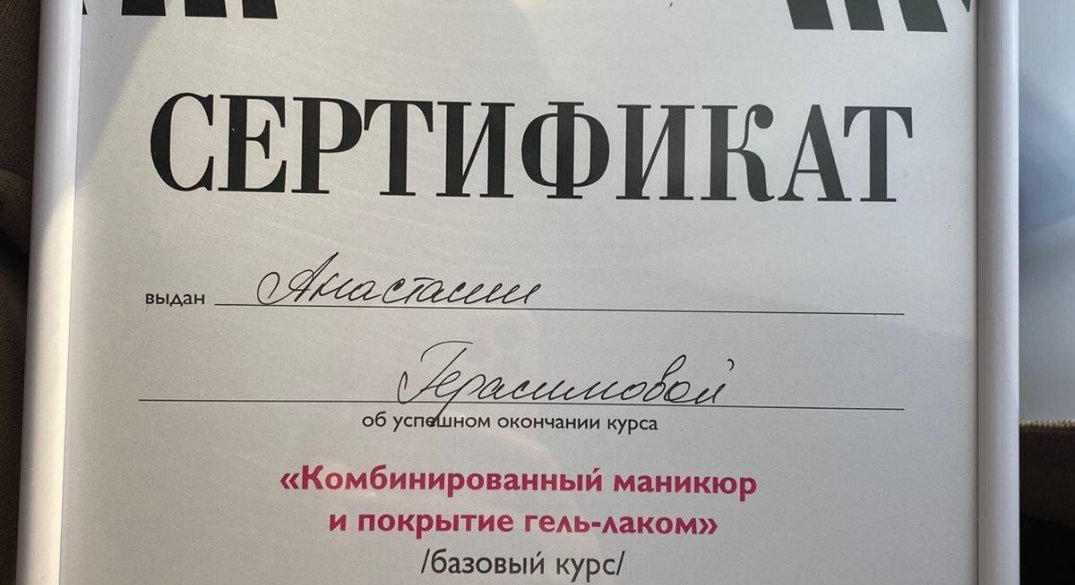 СЕРТИФИКАТ
выдан Анастасии
Герасимовой
об успешном окончании курса
«Комбинированный маникюр
и покрытие гель-лаком»
/базовый курс/